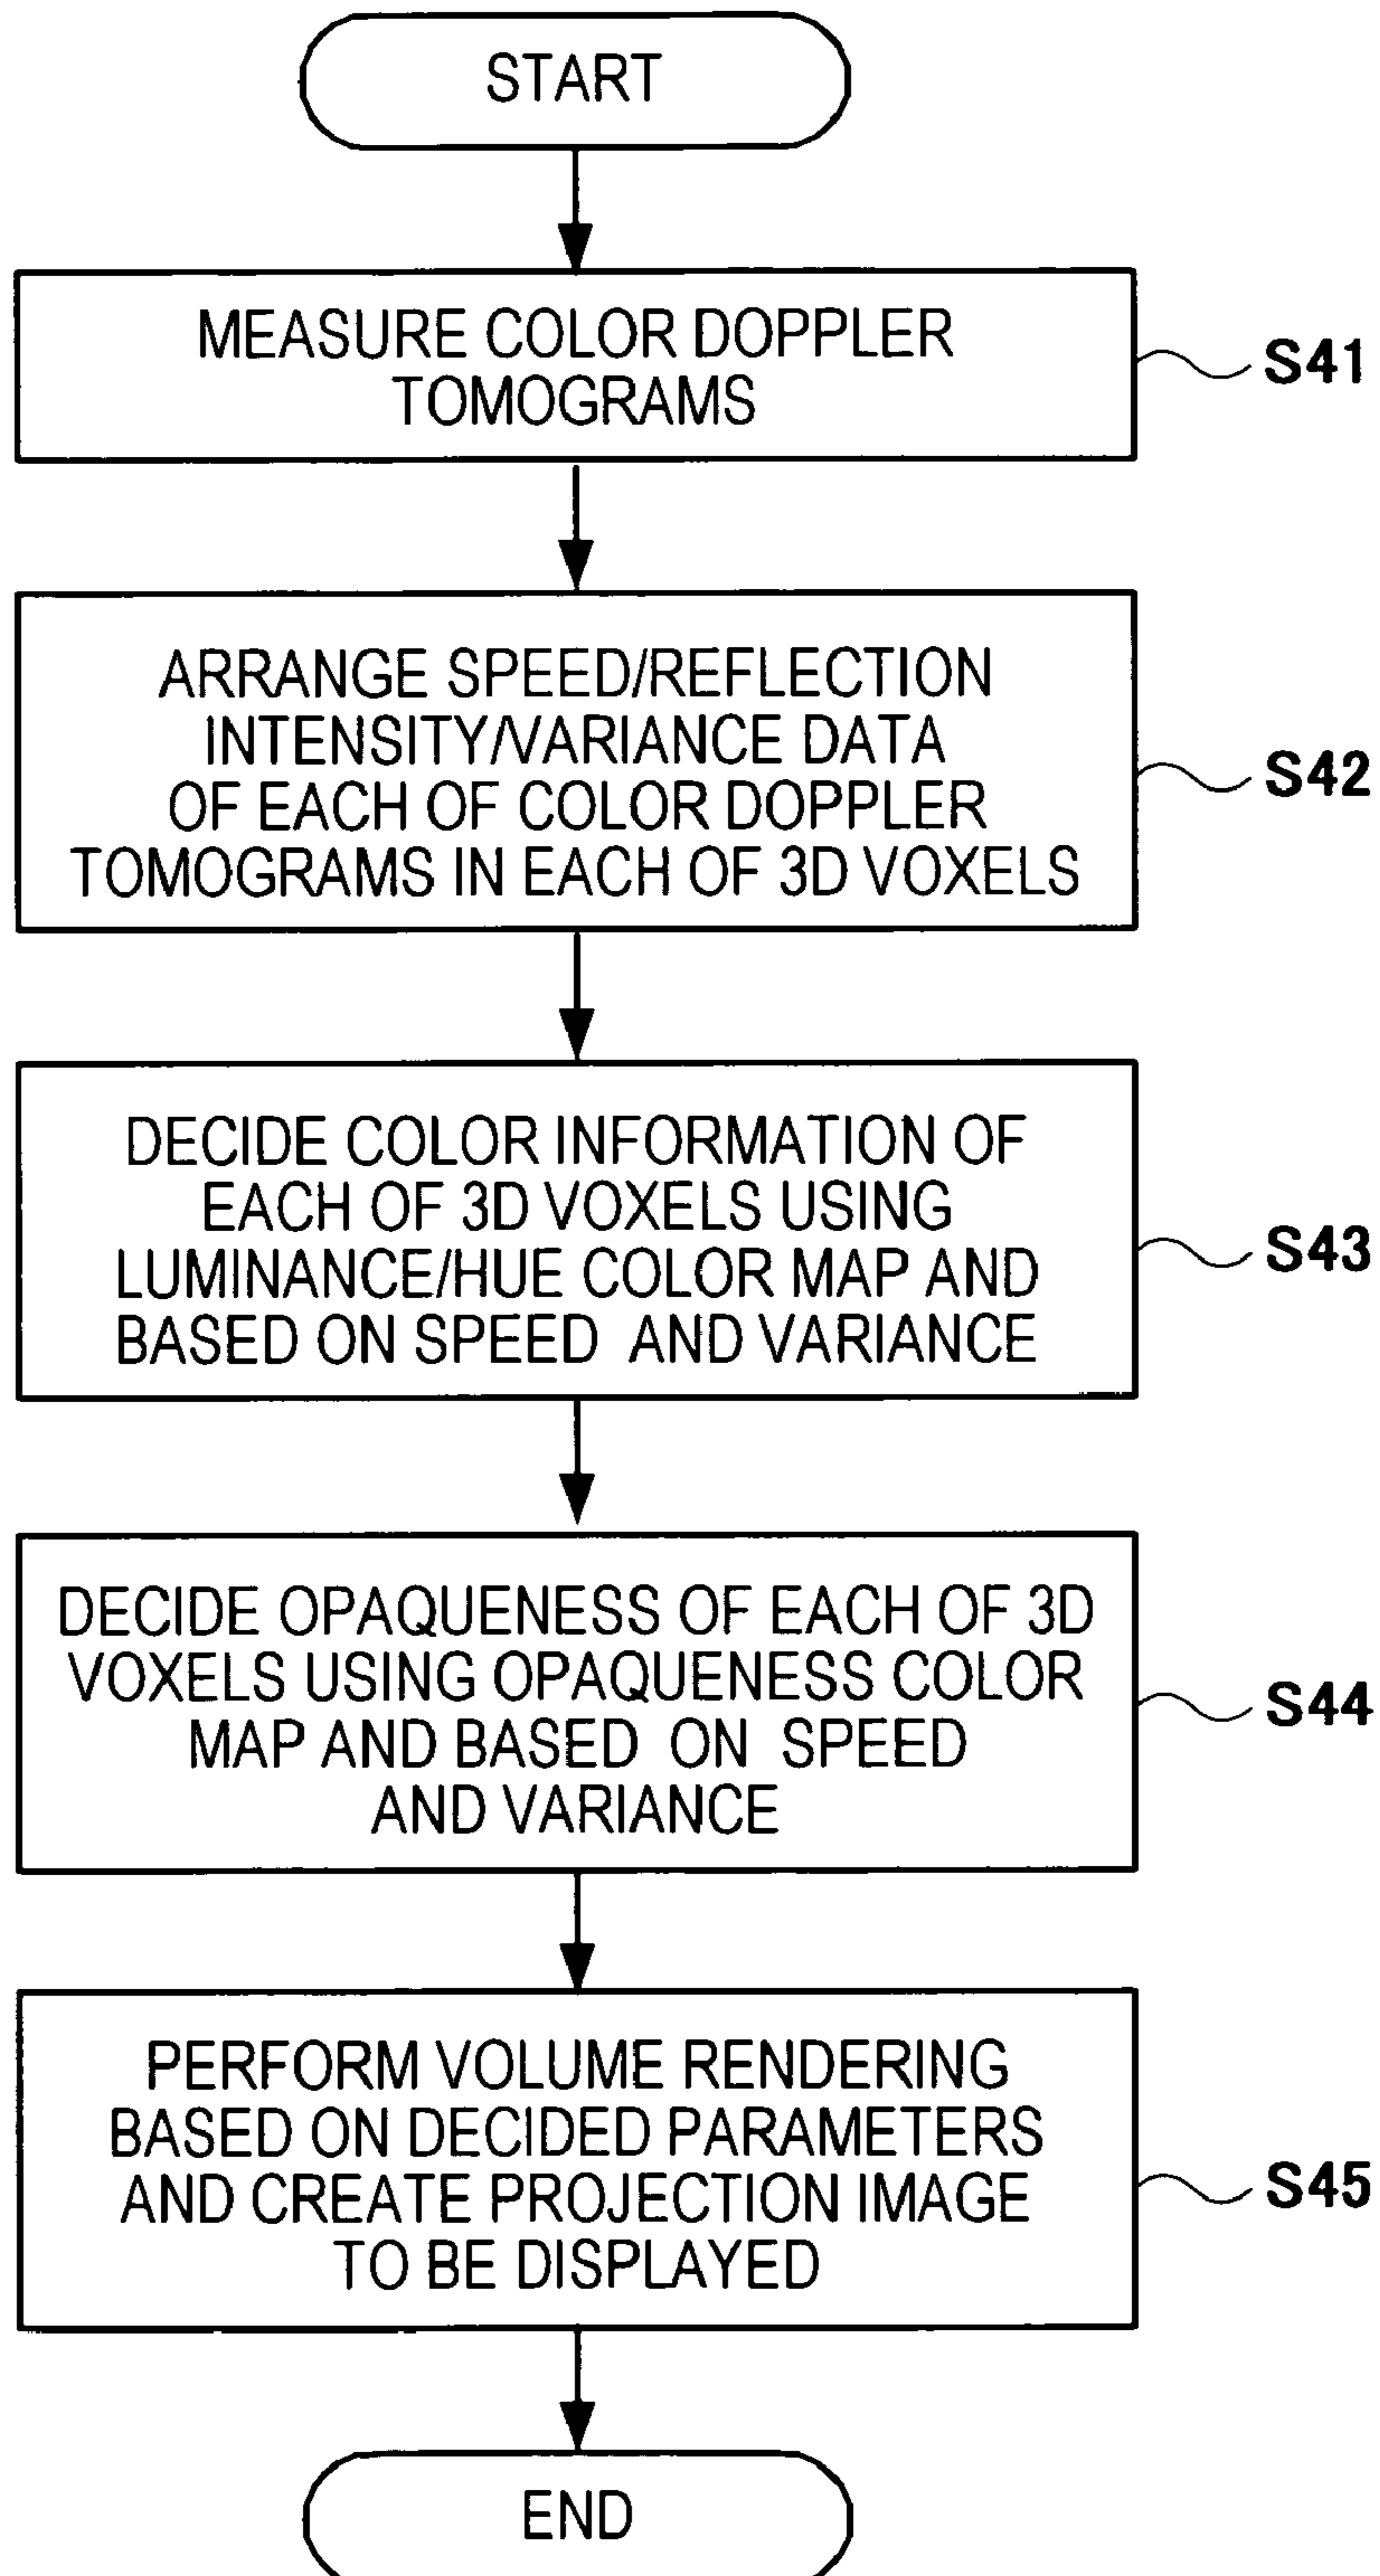 START
MEASURE COLOR DOPPLER
TOMOGRAMS
S41
ARRANGE SPEED/REFLECTION
INTENSITY/VARIANCE DATA
OF EACH OF COLOR DOPPLER
TOMOGRAMS IN EACH OF 3D VOXELS
S42
DECIDE COLOR INFORMATION OF
EACH OF 3D VOXELS USING
LUMINANCE/HUE COLOR MAP AND
BASED ON SPEED AND VARIANCE
S43
DECIDE OPAQUENESS OF EACH OF 3D
VOXELS USING OPAQUENESS COLOR
MAP AND BASED ON SPEED
AND VARIANCE
S44
PERFORM VOLUME RENDERING
BASED ON DECIDED PARAMETERS
AND CREATE PROJECTION IMAGE
TO BE DISPLAYED
S45
END